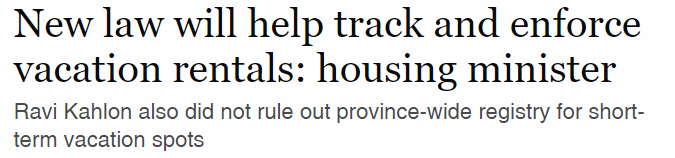 New law will help track and enforce
vacation rentals: housing minister
Ravi Kahlon also did not rule out province-wide registry for short-
term vacation spots